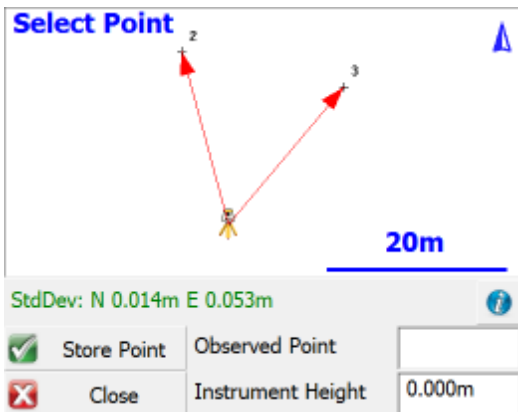 Select Point
2
3
20m
StdDev: N 0.014m E 0.053m
Store Point Observed Point
Close Instrument Height 0.000m